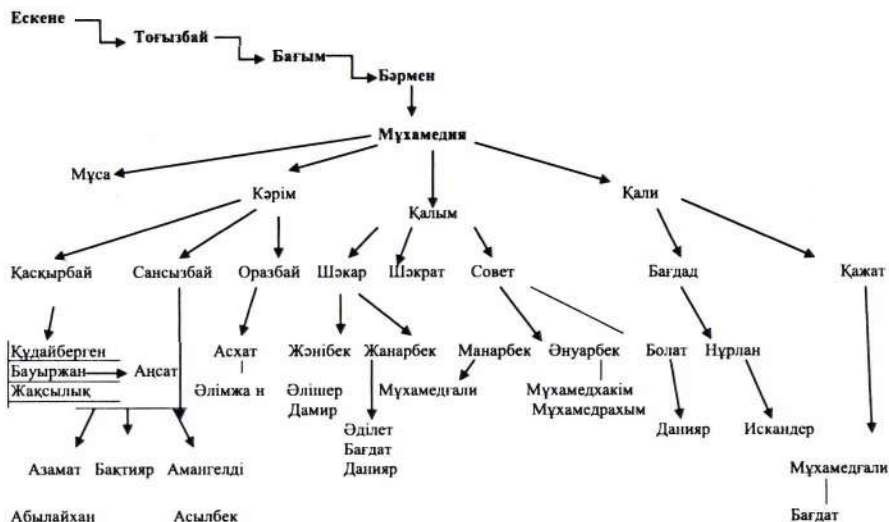 Ескене
Тоғызбай
Бағым
Бәрмен
Мұхамедия
Мұса
Кәрім
Қалым
Қали
Қасқырбай Сансызбай Оразбай Шәкар Шәкрат Совет Бағдад Қажат
Құдайберген Асхат Жәнібек Жанарбек Манарбек Әнуарбек Болат Нұрлан
Бауыржан Аңсат
Жақсылық Әлімжа н Әлішер Мұхамедғали Мұхамедхакім
Дамир Мұхамедрахым
Әділет Данияр Искандер
Бағдат
Данияр
Азамат Бақтияр Амангелді Мұхамедғали
Абылайхан Асылбек Бағдат